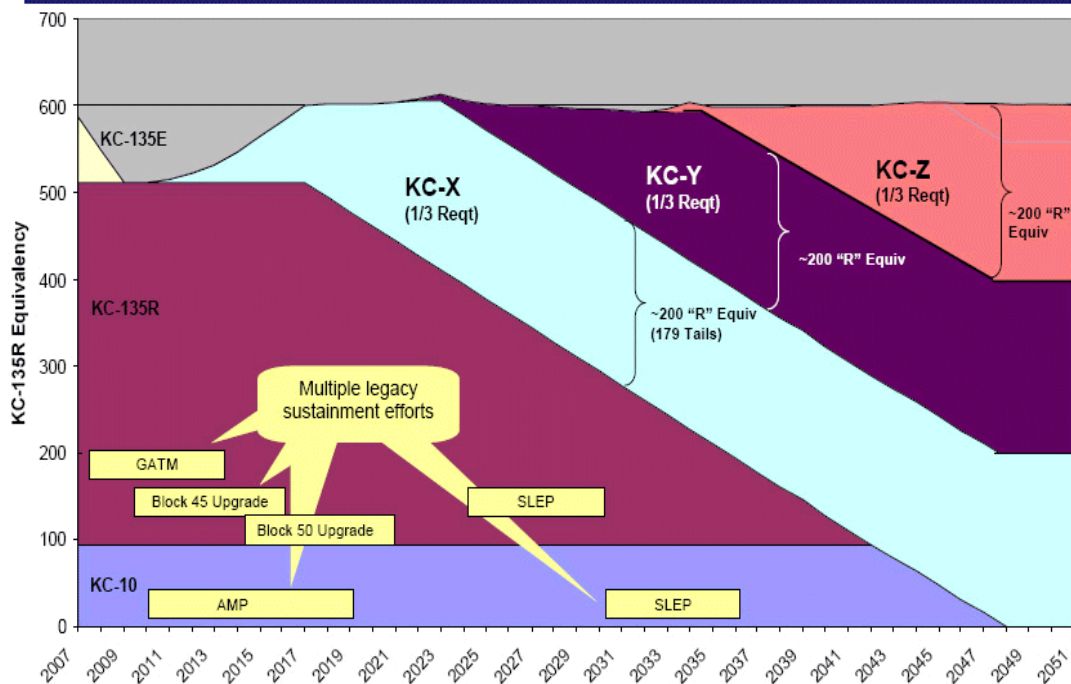 700
600
500
400
300
200
100
0
KC-135R Equivalency
KC-135E
KC-135R
KC-10
KC-X
(1/3 Reqt)
KC-Y
(1/3 Reqt)
KC-Z
(1/3 Reqt)
~200 “R” Equiv
(179 Tails)
~200 “R” Equiv
~200 “R”
Equiv
Multiple legacy
sustainment efforts
GATM
Block 45 Upgrade
Block 50 Upgrade
SLEP
AMP
SLEP
2007
2009
2011
2013
2015
2017
2019
2021
2023
2025
2027
2029
2031
2033
2035
2037
2039
2041
2043
2045
2047
2049
2051